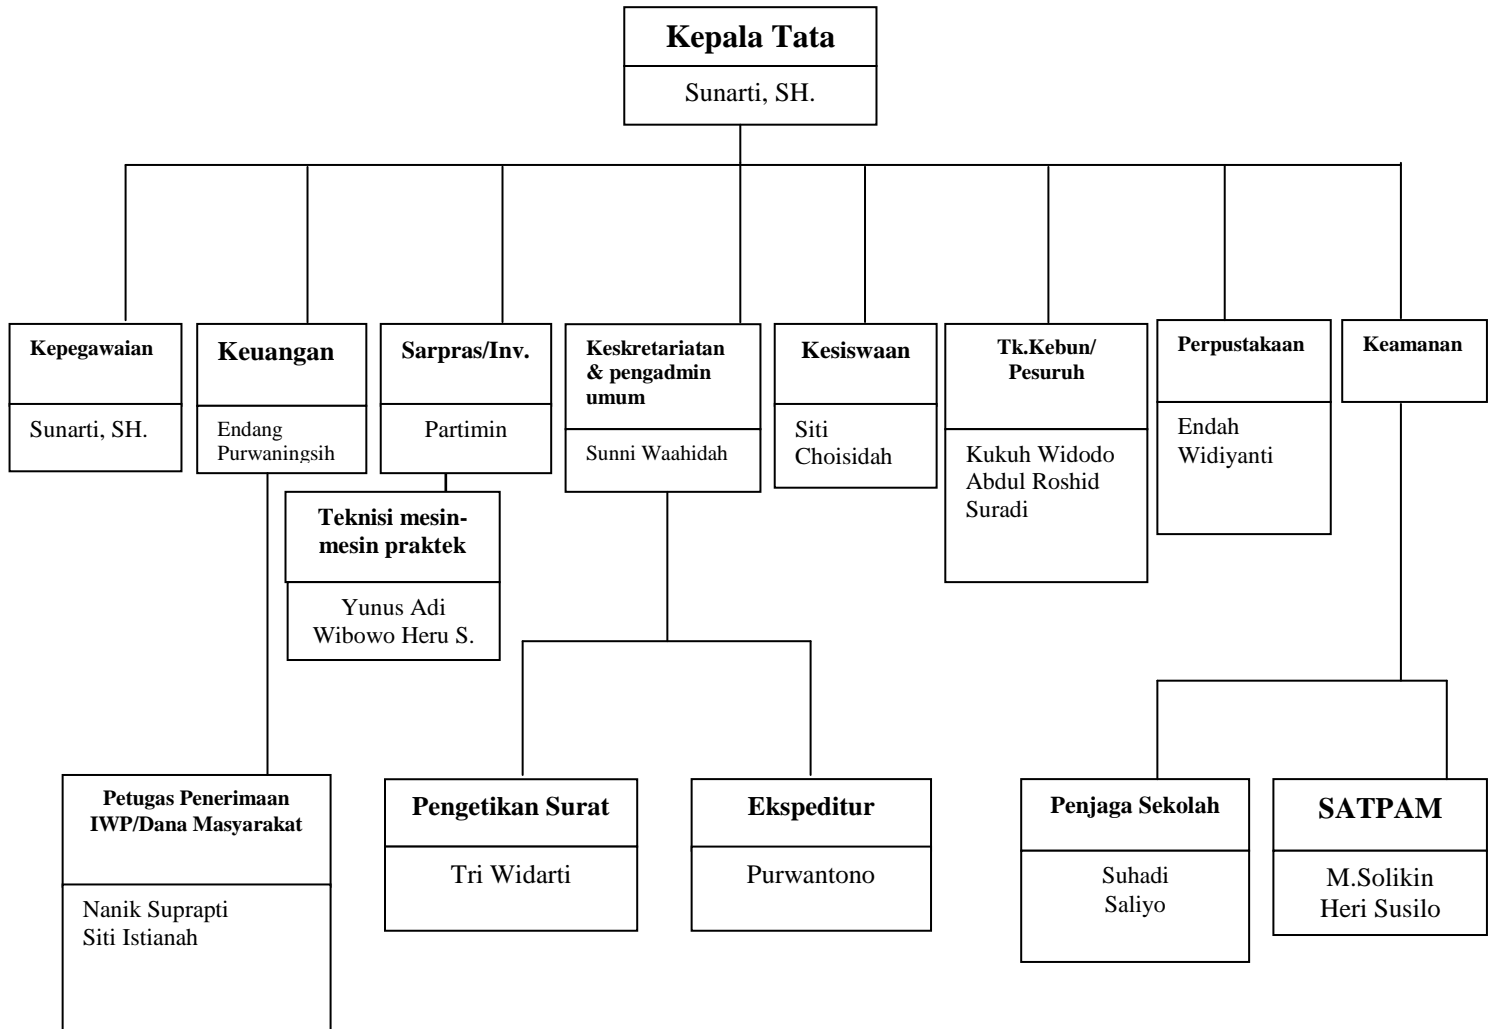 Kepala Tata
Sunarti, SH.
Kepegawaian
Sunarti, SH.
Keuangan
Endang
Purwaningsih
Sarpras/Inv.
Partimin
Keskretariatan
& pengadmin
umum
Sunni Waahidah
Kesiswaan
Siti
Choisidah
Tk.Kebun/
Pesuruh
Kukuh Widodo
Abdul Roshid
Suradi
Perpustakaan
Endah
Widiyanti
Keamanan
Teknisi mesin-
mesin praktek
Yunus Adi
Wibowo Heru S.
Petugas Penerimaan
IWP/Dana Masyarakat
Nanik Suprapti
Siti Istianah
Pengetikan Surat
Tri Widarti
Ekspeditur
Purwantono
Penjaga Sekolah
Suhadi
Saliyo
SATPAM
M.Solikin
Heri Susilo